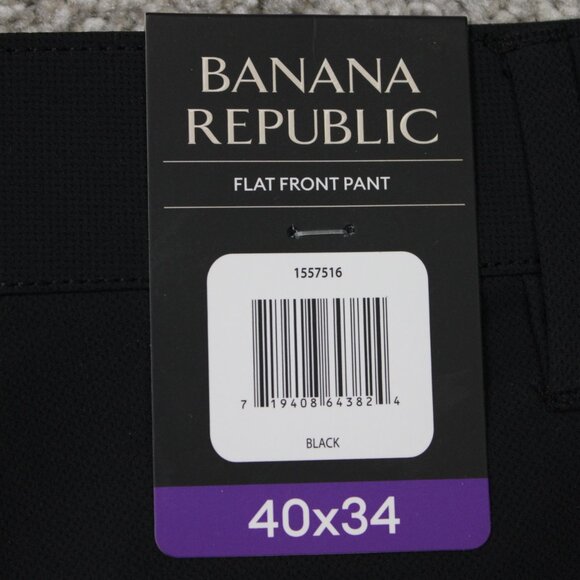 BANANA
REPUBLIC
FLAT FRONT PANT
1557516
7 19408 64382 4
BLACK
40x34